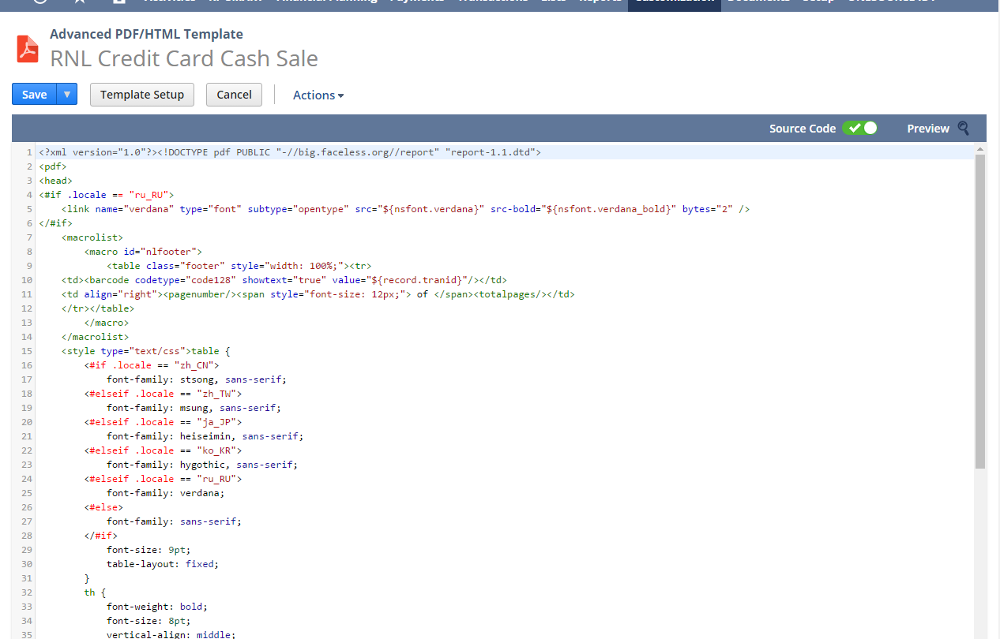 Advanced PDF/HTML Template
RNL Credit Card Cash Sale
Save Template Setup Cancel Actions
Source Code Preview
1 <?xml version="1.0"?><!DOCTYPE pdf PUBLIC "-//big.faceless.org//report" "report-1.1.dtd">
2 <pdf>
3 <head>
4 <#if .locale == "ru_RU">
5 <link name="verdana" type="font" subtype="opentype" src="${nsfont.verdana}" src-bold="${nsfont.verdana_bold}" bytes="2" />
6 </#if>
7 <macrolist>
8 <macro id="nlfooter">
9 <table class="footer" style="width: 100%;"><tr>
10 <td><barcode codetype="code128" showtext="true" value="${record.tranid}"/></td>
11 <td align="right"><pagenumber/><span style="font-size: 12px;"> of </span><totalpages/></td>
12 </tr></table>
13 </macro>
14 </macrolist>
15 <style type="text/css">table {
16 <#if .locale == "zh_CN">
17 font-family: stsong, sans-serif;
18 <#elseif .locale == "zh_TW">
19 font-family: msung, sans-serif;
20 <#elseif .locale == "ja_JP">
21 font-family: heiseimin, sans-serif;
22 <#elseif .locale == "ko_KR">
23 font-family: hygothic, sans-serif;
24 <#elseif .locale == "ru_RU">
25 font-family: verdana;
26 <#else>
27 font-family: sans-serif;
28 </#if>
29 font-size: 9pt;
30 table-layout: fixed;
31 }
32 th {
33 font-weight: bold;
34 font-size: 8pt;
35 vertical-align: middle;